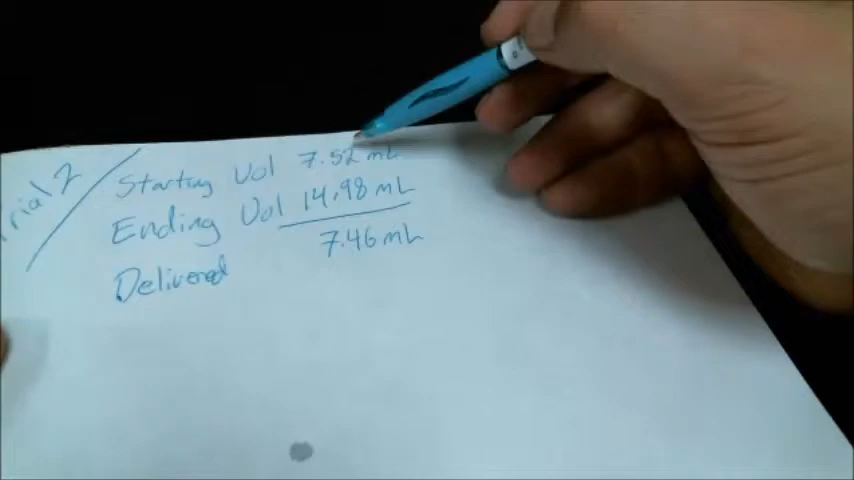 Trial 2
Starting Vol 7.52 mL
Ending Vol 14.98 mL
7.46 mL
Delivered